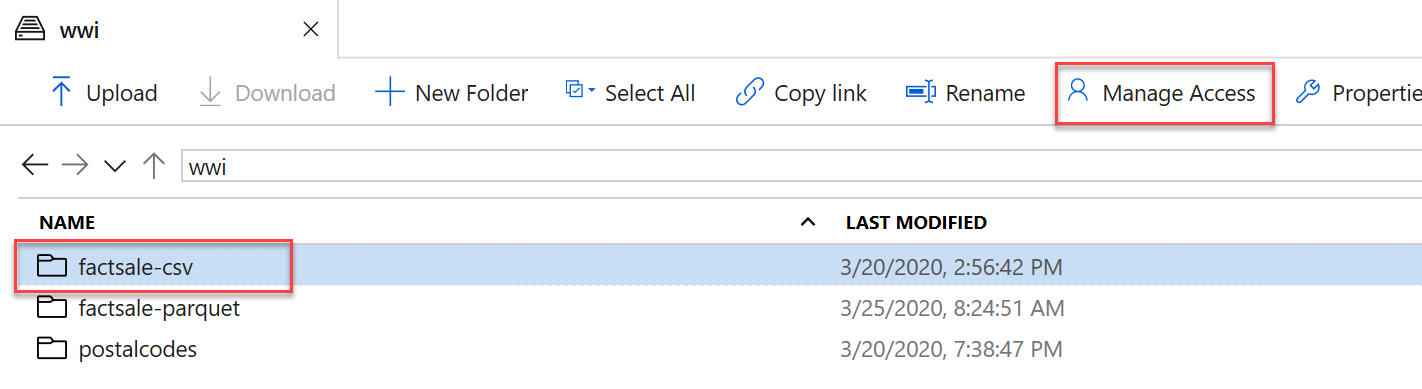 wwi
Upload Download New Folder Select All Copy link Rename Manage Access Propertie
wwi
NAME LAST MODIFIED
factsale-csv 3/20/2020, 2:56:42 PM
factsale-parquet 3/25/2020, 8:24:51 AM
postalcodes 3/20/2020, 7:38:47 PM